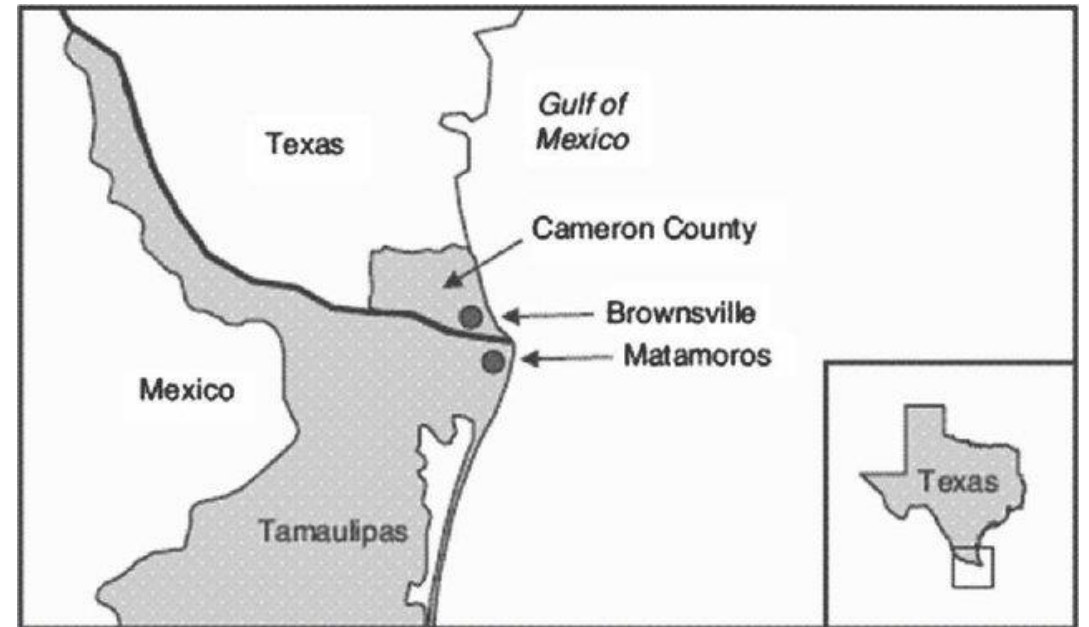 Gulf of
Mexico
Texas
Cameron County
Brownsville
Matamoros
Mexico
Texas
Tamaulipas